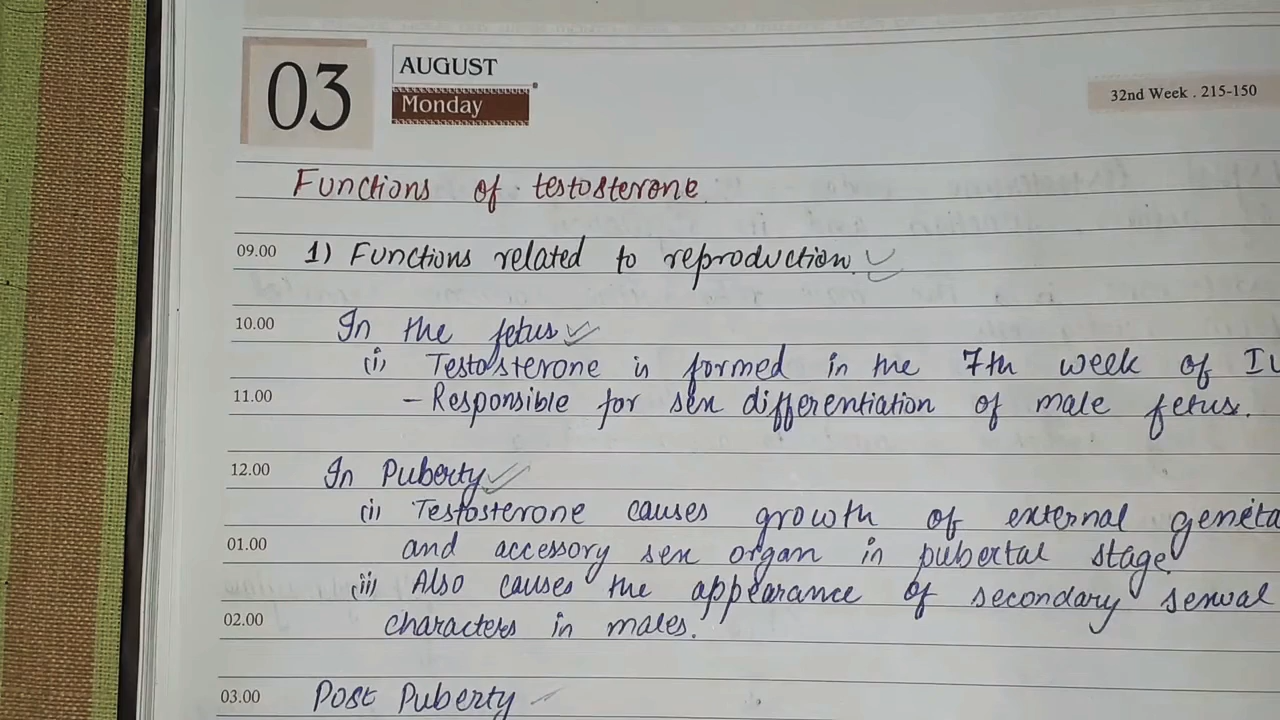 03
AUGUST
Monday
32nd Week . 215-150
Functions of testosterone
09.00 1) Functions related to reproduction
10.00 In the fetus
(i) Testosterone is formed in the 7th week of
11.00 - Responsible for sex differentiation of male fetus.
12.00 In Puberty
(i) Testosterone causes growth of external
01.00 and accessory sex organ in pubertal stage
(ii) Also causes the appearance of secondary sexual
02.00 characters in males.
03.00 Post Puberty